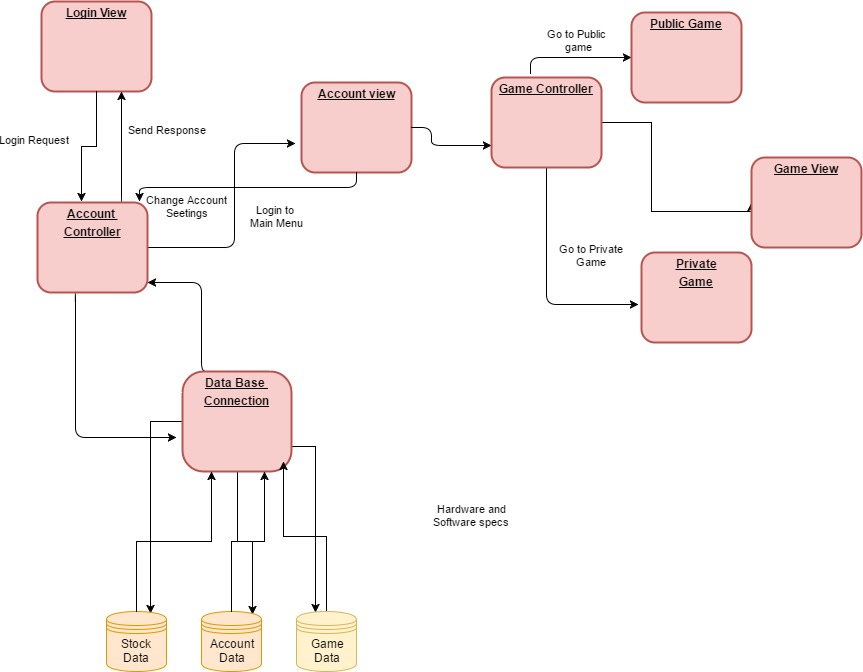 Login View
Public Game
Go to Public
game
Account view
Game Controller
Send Response
Login Request
Game View
Change Account
Seetings
Account
Controller
Login to
Main Menu
Go to Private
Game
Private
Game
Data Base
Connection
Hardware and
Software specs
Stock
Data
Account
Data
Game
Data